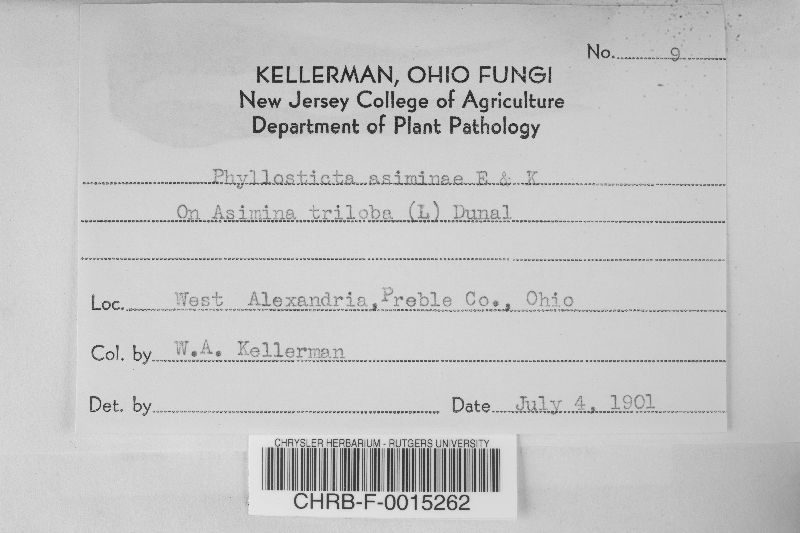 No. 9
KELLERMAN, OHIO FUNGI
New Jersey College of Agriculture
Department of Plant Pathology
Phyllosticta asiminae E & K
On Asimina triloba (L) Dunal
Loc. West Alexandria, Preble Co., Ohio
Col. by W.A. Kellerman
Det. by Date July 4, 1901
CHRYSLER HERBARIUM - RUTGERS UNIVERSITY
CHRB-F-0015262